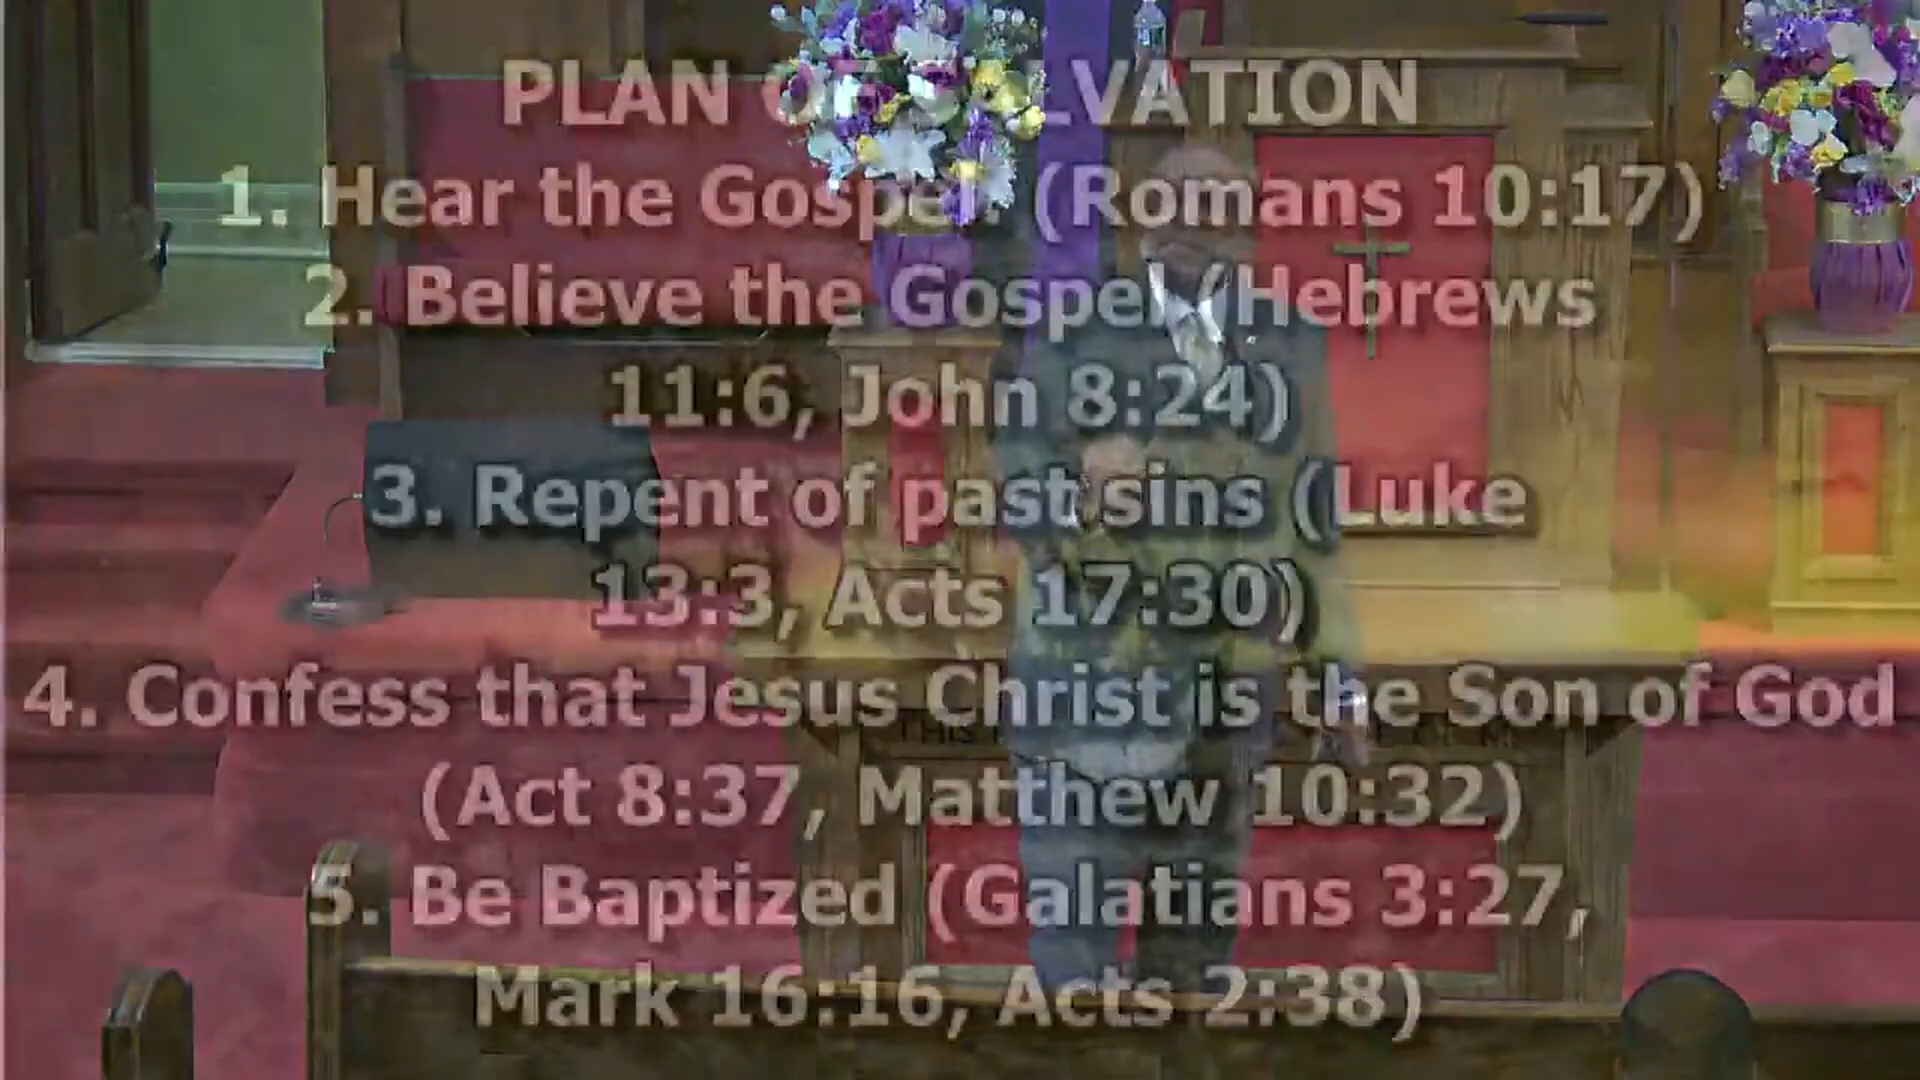 PLAN OF SALVATION
1. Hear the Gospel. (Romans 10:17)
2. Believe the Gospel (Hebrews
11:6, John 8:24)
3. Repent of past sins (Luke
13:3, Acts 17:30)
4. Confess that Jesus Christ is the Son of God
(Act 8:37, Matthew 10:32)
5. Be Baptized (Galatians 3:27,
Mark 16:16, Acts 2:38)
THIS